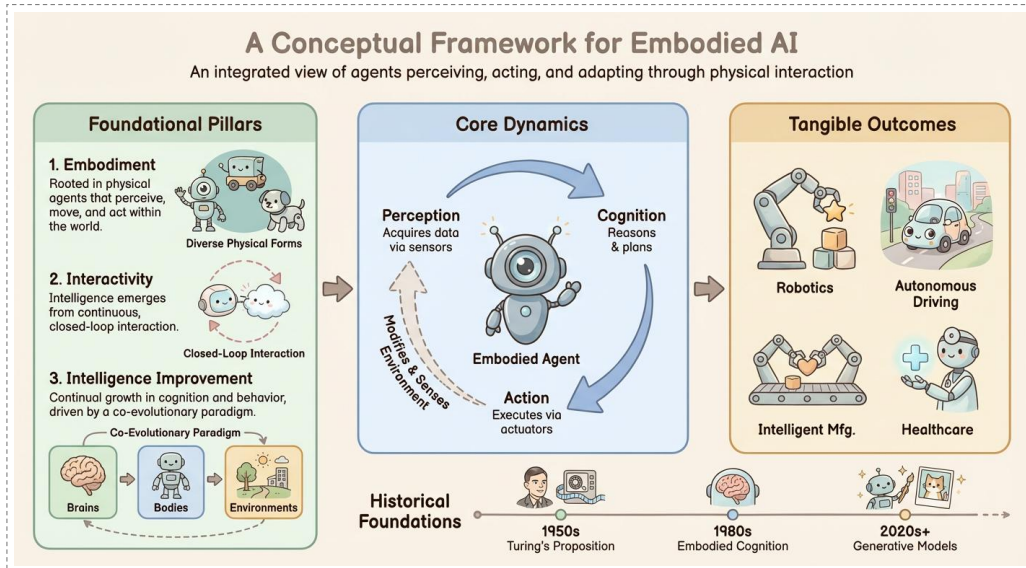 A Conceptual Framework for Embodied AI
An integrated view of agents perceiving, acting, and adapting through physical interaction
Foundational Pillars
1. Embodiment
Rooted in physical
agents that perceive,
move, and act within
the world.
Diverse Physical Forms
2. Interactivity
Intelligence emerges
from continuous,
closed-loop interaction.
Closed-Loop Interaction
3. Intelligence Improvement
Continual growth in cognition and behavior,
driven by a co-evolutionary paradigm.
Co-Evolutionary Paradigm
Brains
Bodies
Environments
Core Dynamics
Perception
Acquires data
via sensors
Cognition
Reasons
& plans
Embodied Agent
Modifies & Senses
Environment
Action
Executes via
actuators
Tangible Outcomes
Robotics
Autonomous
Driving
Intelligent Mfg.
Healthcare
Historical
Foundations
1950s
Turing's Proposition
1980s
Embodied Cognition
2020s+
Generative Models